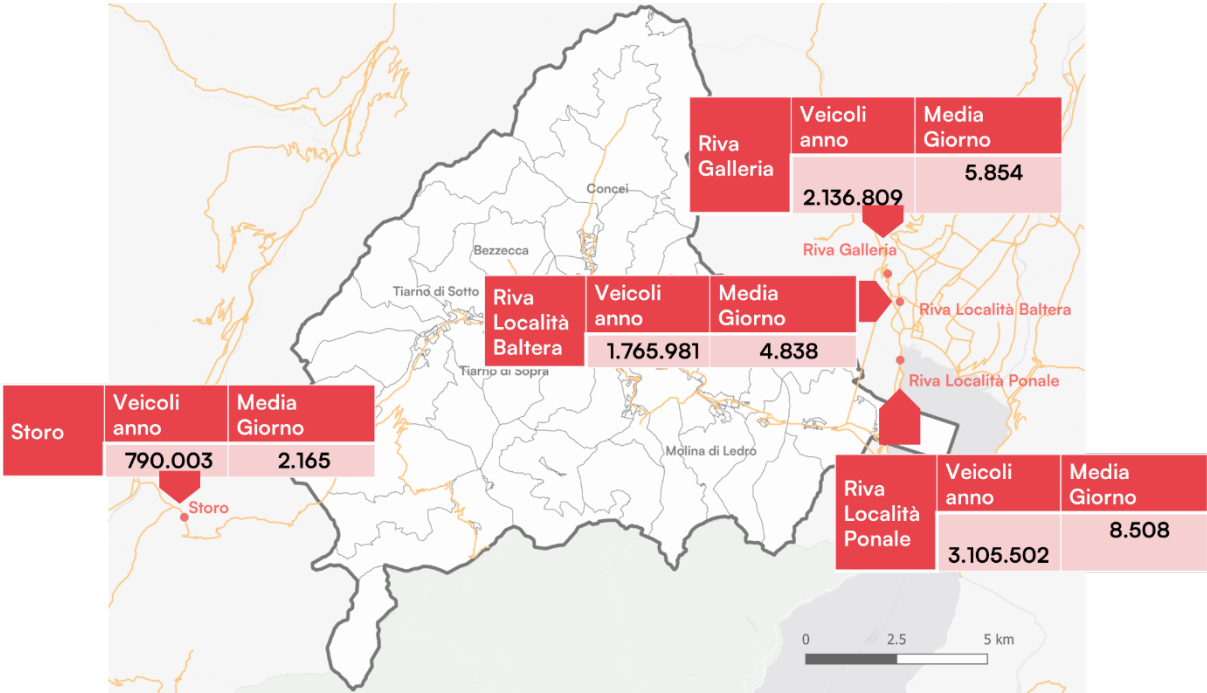 Riva
Galleria
Veicoli
anno
Media
Giorno
2.136.809
5.854
Concei
Bezzecca
Riva Galleria
Tiarno di Sotto
Riva
Località
Baltera
Veicoli
anno
Media
Giorno
1.765.981
4.838
Riva Località Baltera
Tiarno di Sopra
Riva Località Ponale
Storo
Veicoli
anno
Media
Giorno
790.003
2.165
Molina di Ledro
Storo
Riva
Località
Ponale
Veicoli
anno
Media
Giorno
3.105.502
8.508
0 2.5 5 km